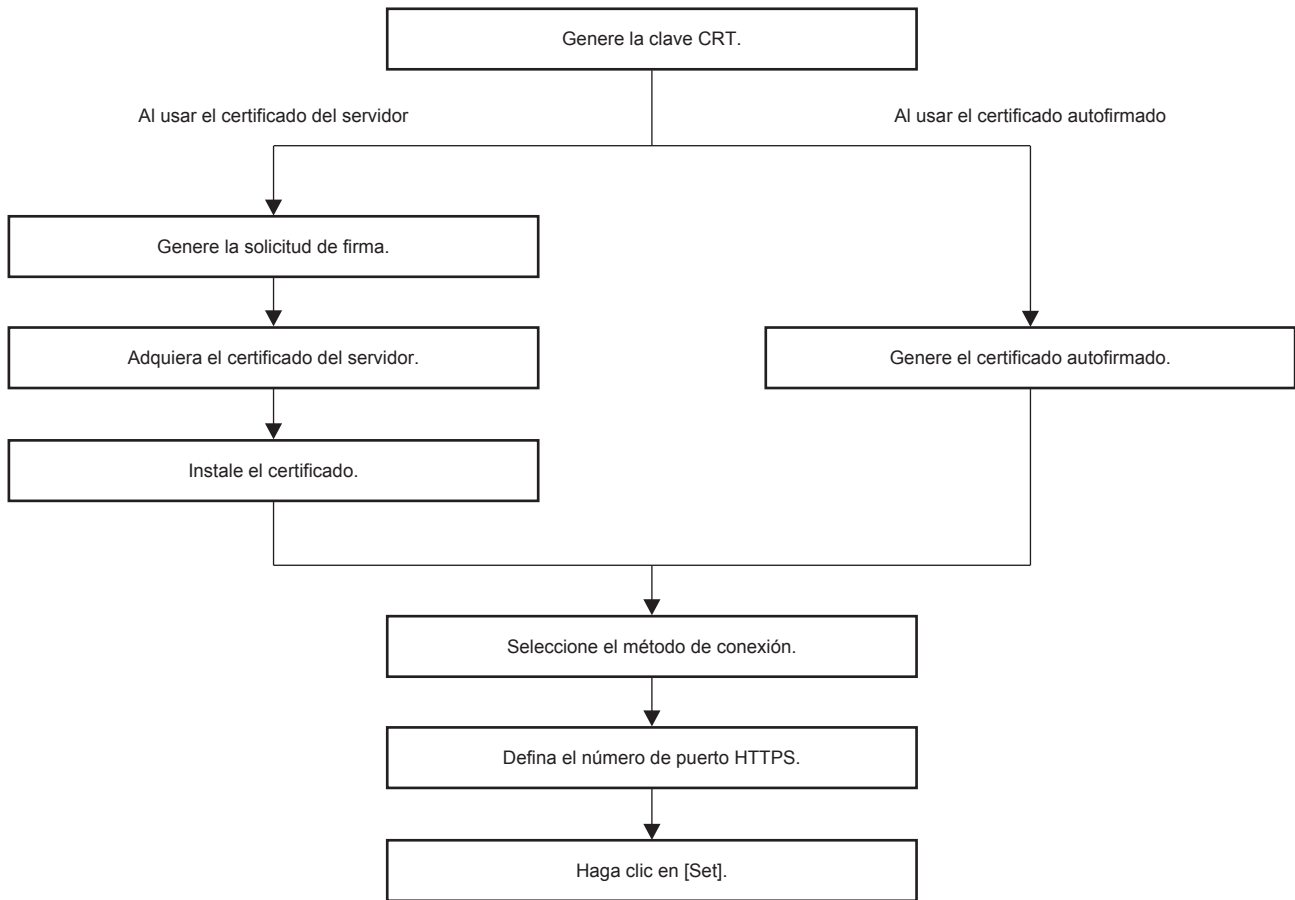 Genere la clave CRT.
Al usar el certificado del servidor
Al usar el certificado autofirmado
Genere la solicitud de firma.
Adquiera el certificado del servidor.
Genere el certificado autofirmado.
Instale el certificado.
Seleccione el método de conexión.
Defina el número de puerto HTTPS.
Haga clic en [Set].